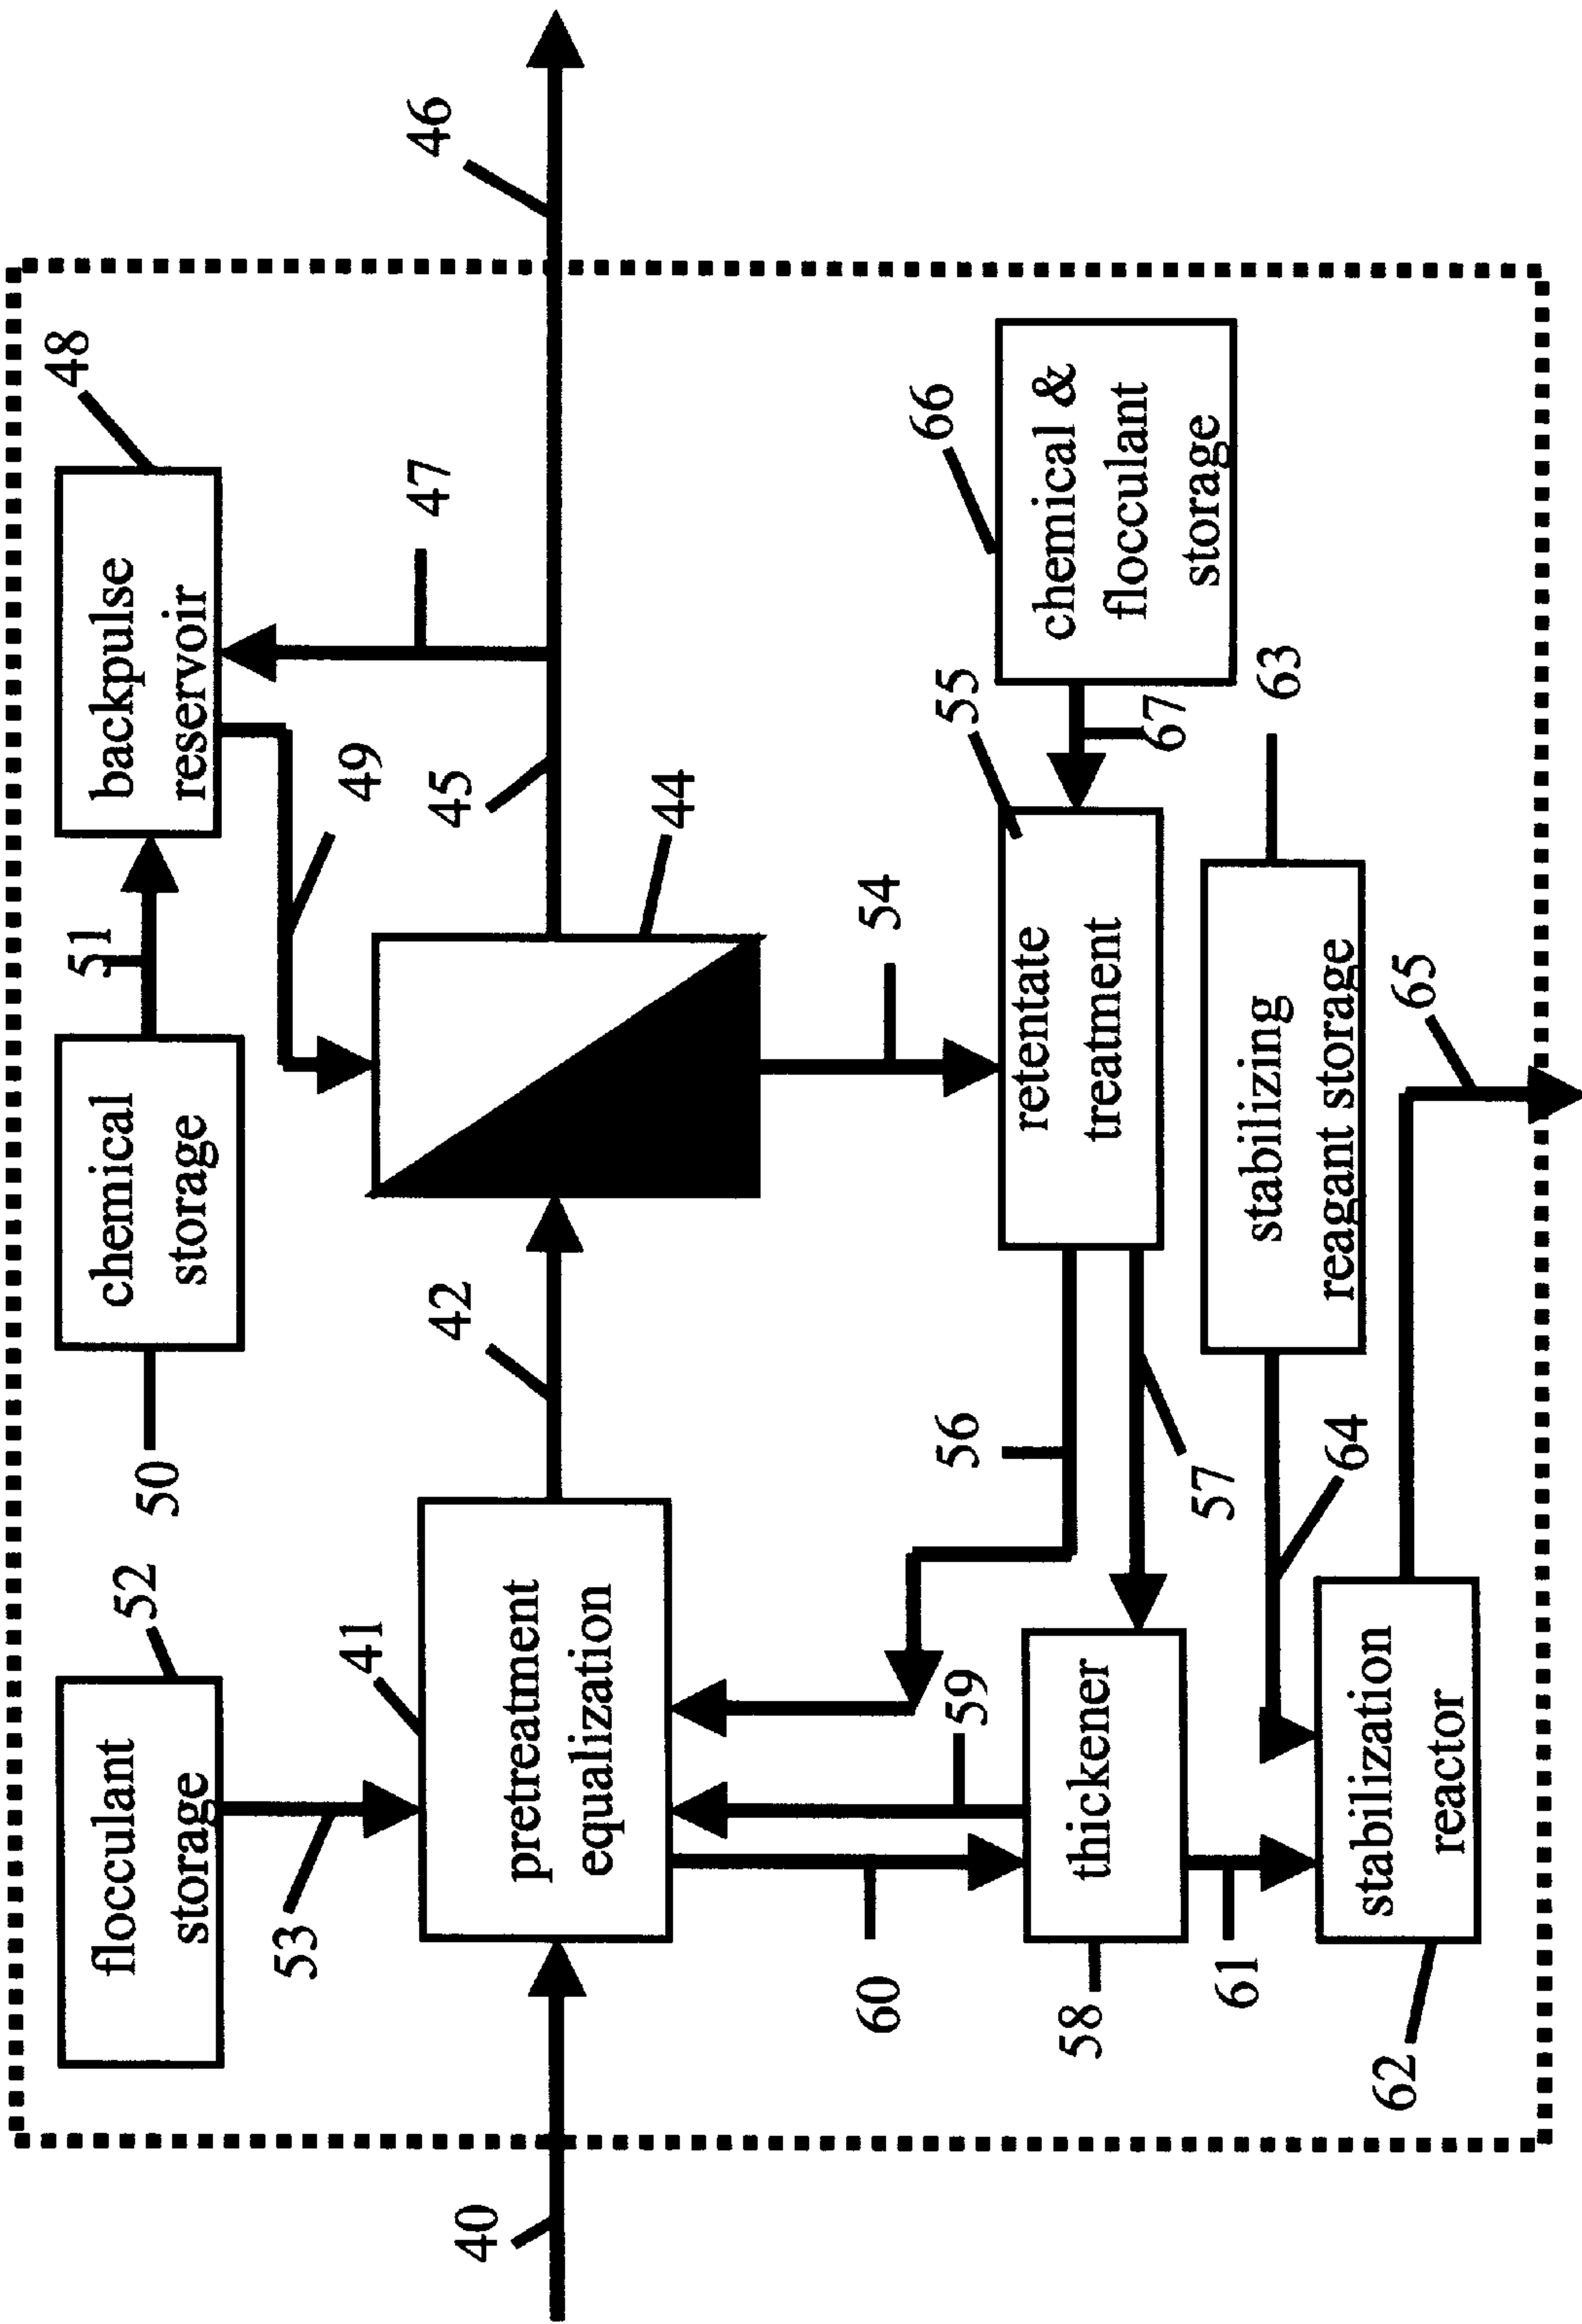 flocculant
storage
52
53
chemical
storage
50
51
backpulse
reservoir
48
49
47
46
45
44
42
41
pretreatment
equalization
40
54
55
retentate
treatment
66
chemical &
flocculant
storage
67
56
57
59
60
thickener
58
61
63
stabilizing
reagant storage
64
stabilization
reactor
62
65